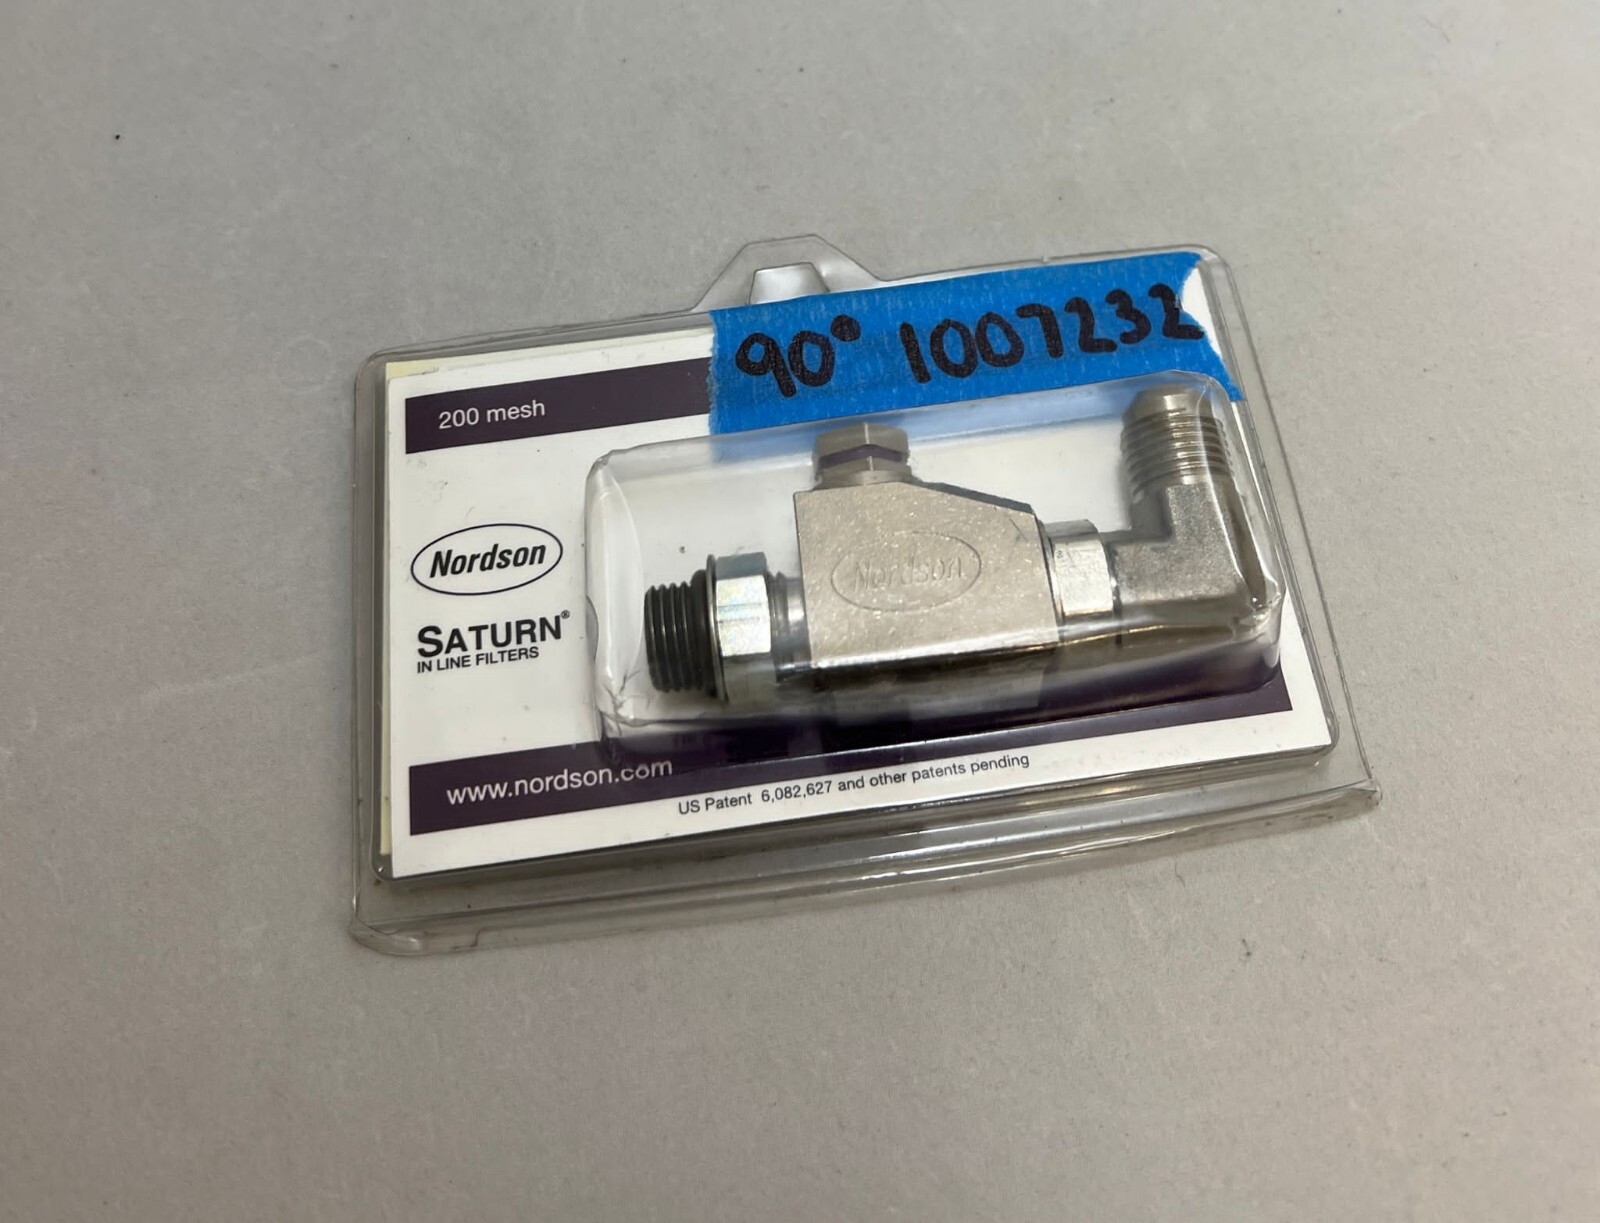 90° 1007232
200 mesh
Nordson
SATURN®
IN LINE FILTERS
Nordson
www.nordson.com
US Patent 6,082,627 and other patents pending